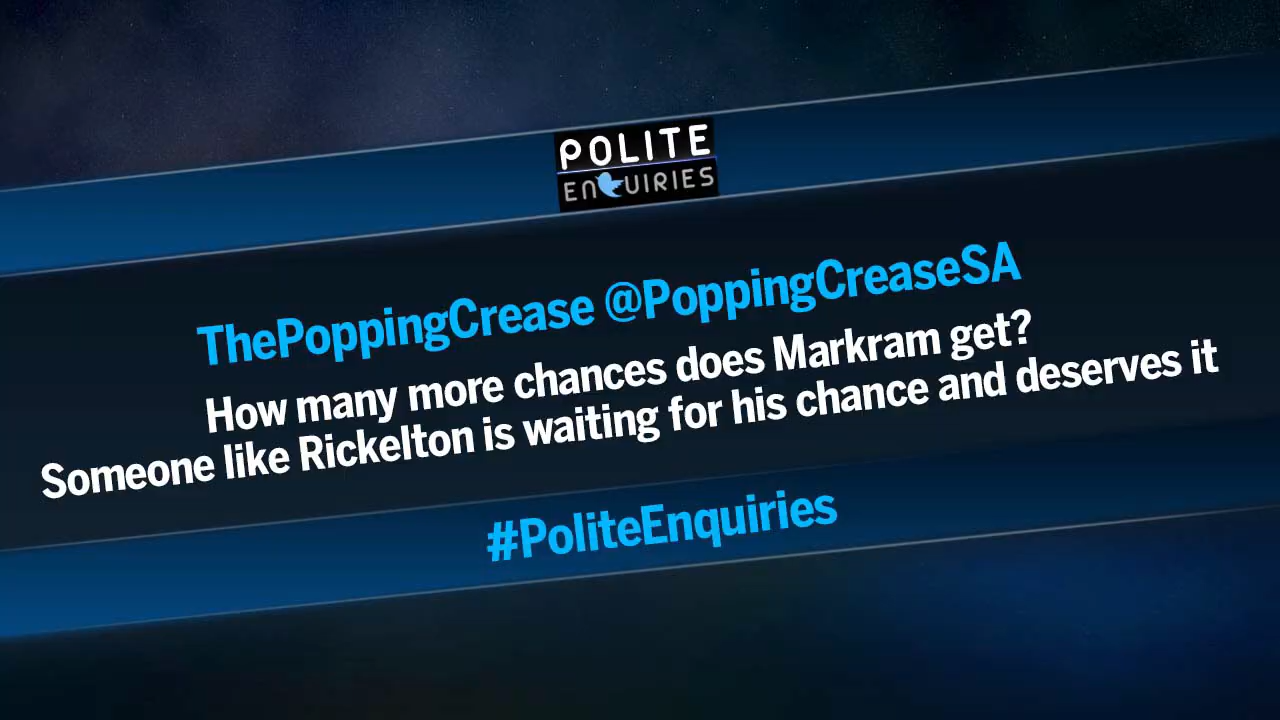 POLITE
ENQUIRIES
ThePoppingCrease @PoppingCreaseSA
How many more chances does Markram get?
Someone like Rickelton is waiting for his chance and deserves it
#PoliteEnquiries